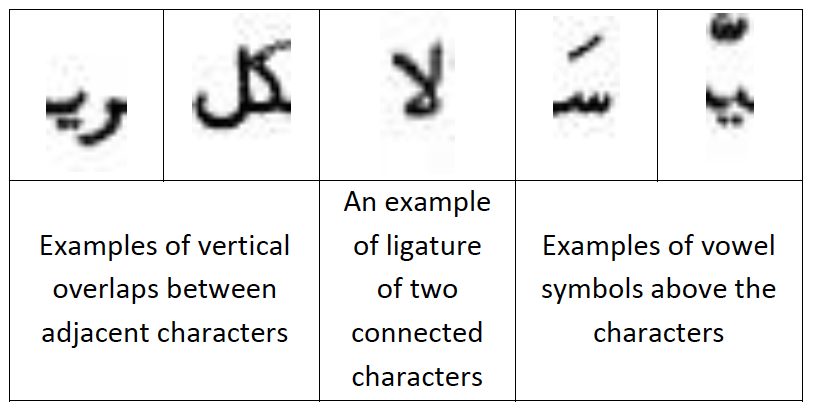 ريـ
كل
لا
سَـ
يّـ
Examples of vertical
overlaps between
adjacent characters
An example
of ligature
of two
connected
characters
Examples of vowel
symbols above the
characters